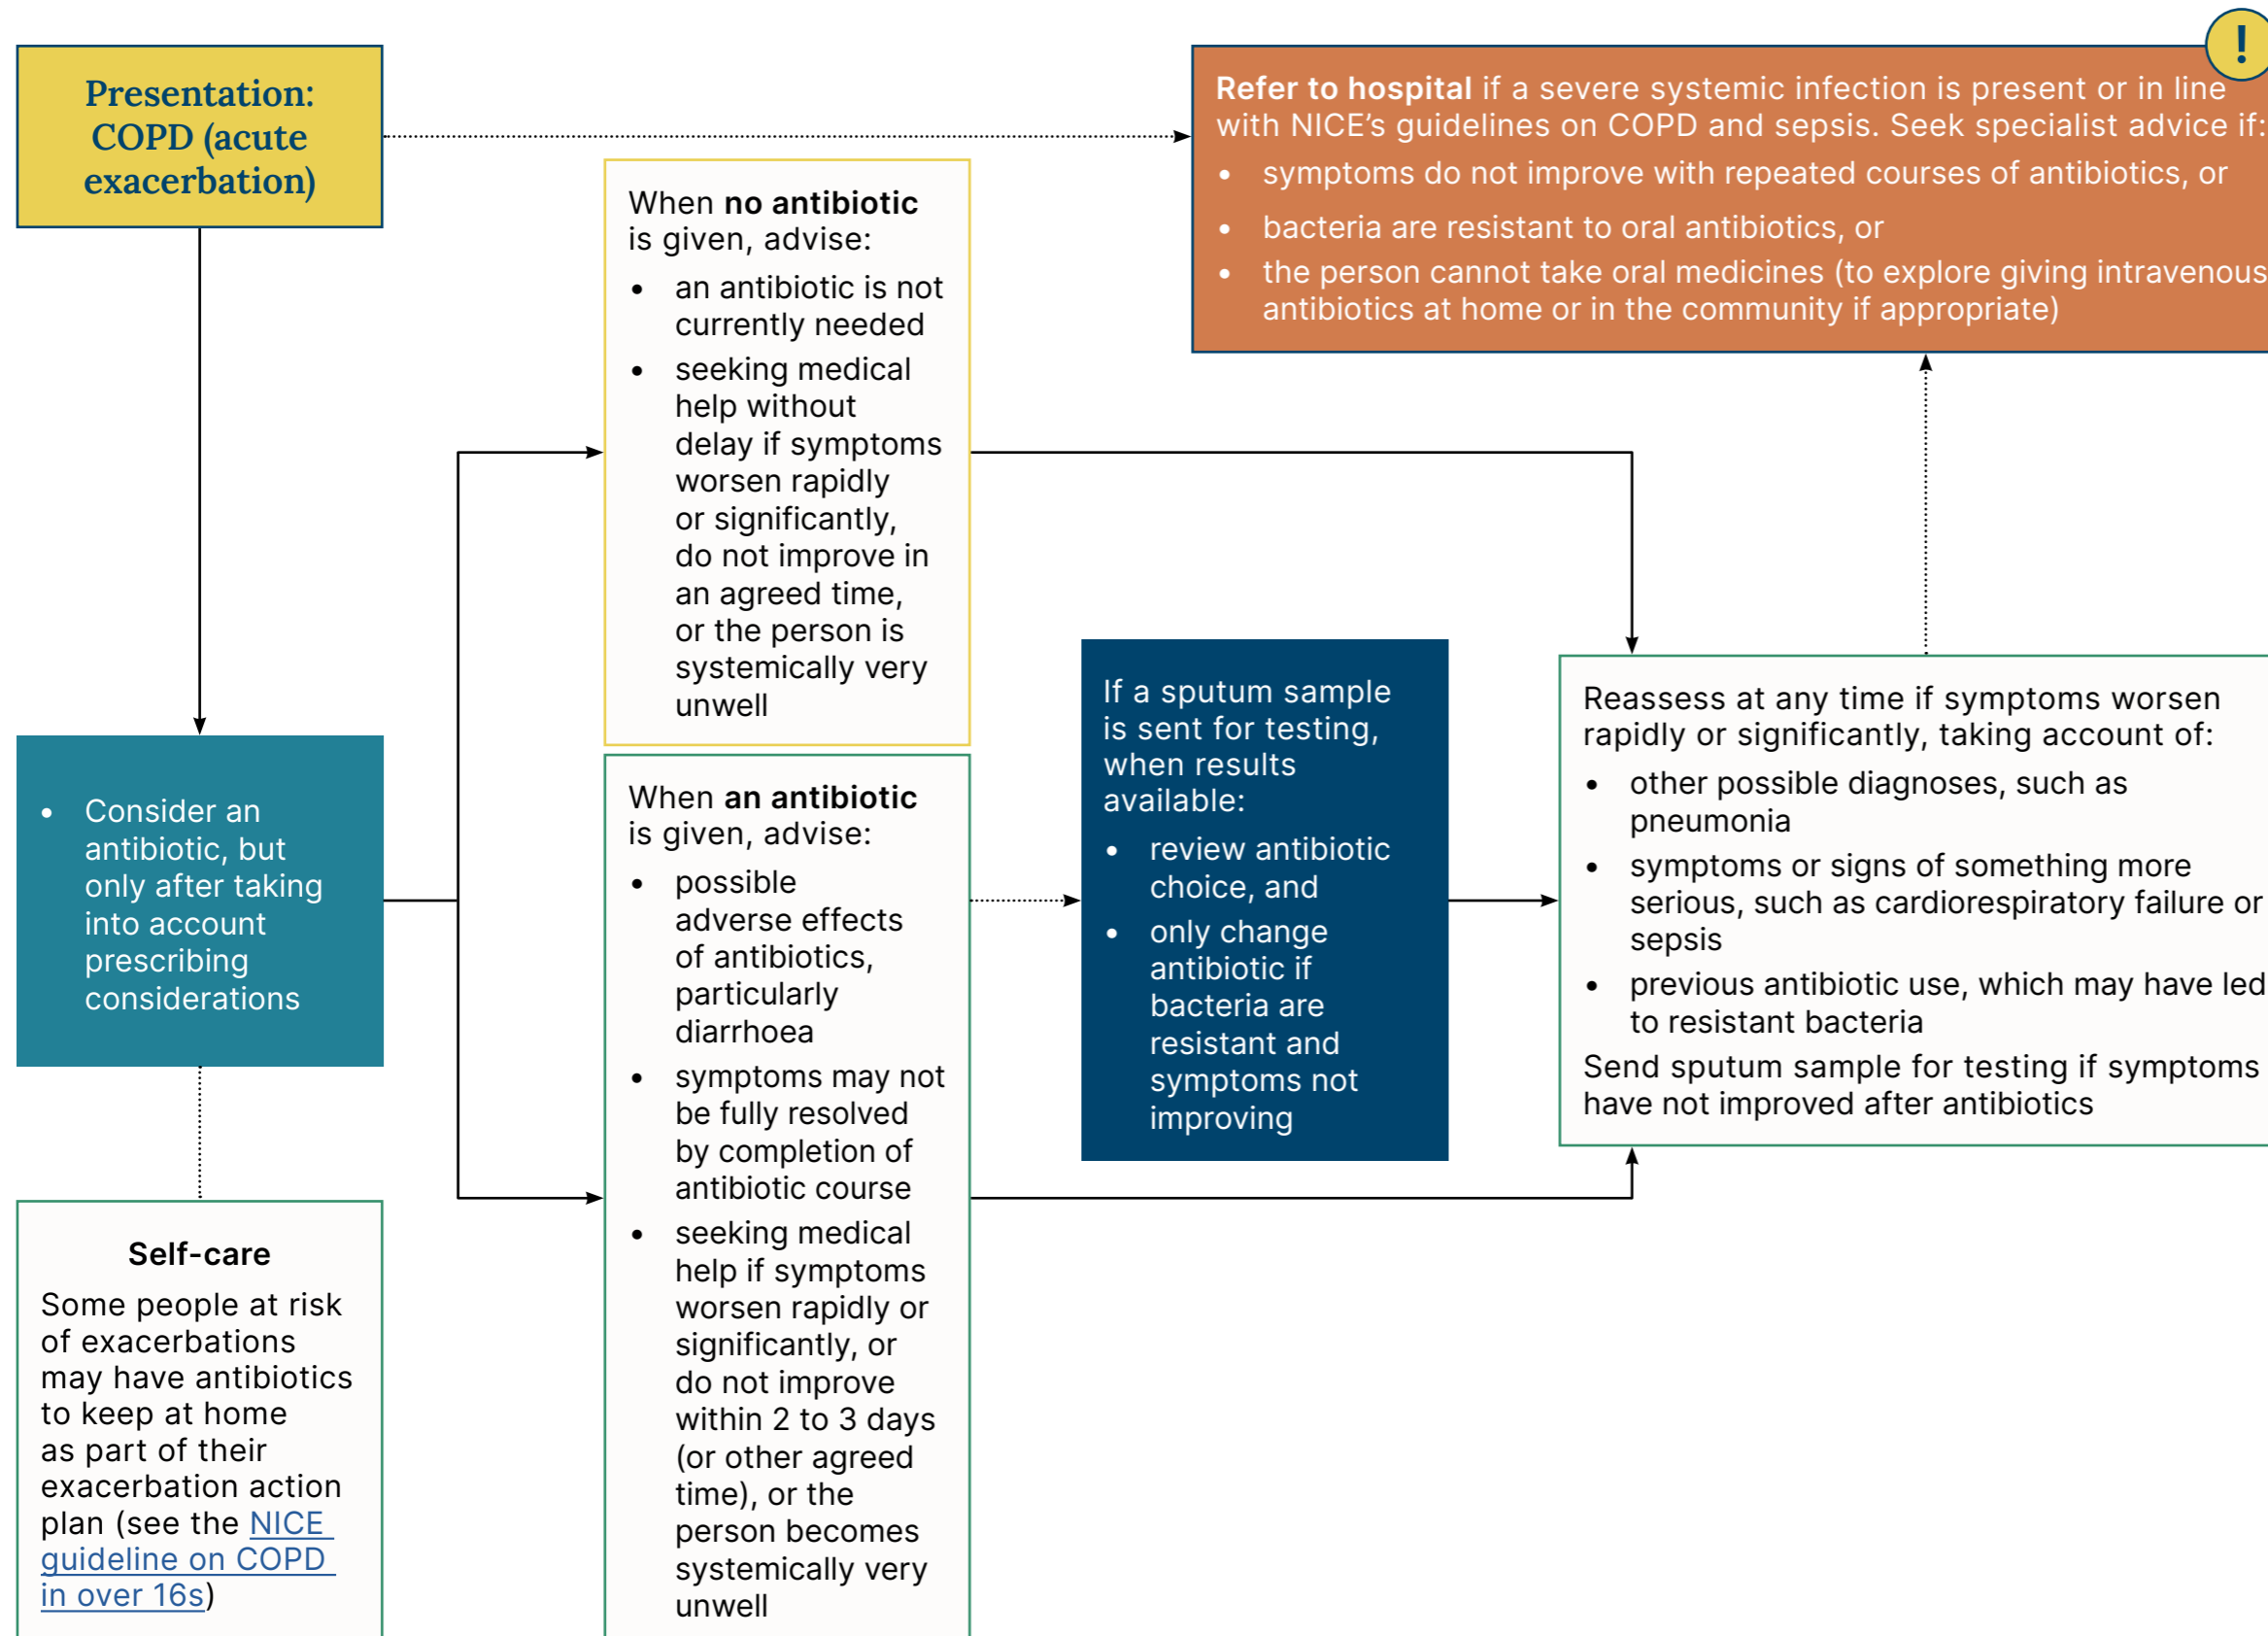 Presentation:
COPD (acute
exacerbation)
!
Refer to hospital if a severe systemic infection is present or in line
with NICE’s guidelines on COPD and sepsis. Seek specialist advice if:
• symptoms do not improve with repeated courses of antibiotics, or
• bacteria are resistant to oral antibiotics, or
• the person cannot take oral medicines (to explore giving intravenous
antibiotics at home or in the community if appropriate)
When no antibiotic
is given, advise:
• an antibiotic is not
currently needed
• seeking medical
help without
delay if symptoms
worsen rapidly
or significantly,
do not improve in
an agreed time,
or the person is
systemically very
unwell
• Consider an
antibiotic, but
only after taking
into account
prescribing
considerations
When an antibiotic
is given, advise:
• possible
adverse effects
of antibiotics,
particularly
diarrhoea
• symptoms may not
be fully resolved
by completion of
antibiotic course
• seeking medical
help if symptoms
worsen rapidly or
significantly, or
do not improve
within 2 to 3 days
(or other agreed
time), or the
person becomes
systemically very
unwell
If a sputum sample
is sent for testing,
when results
available:
• review antibiotic
choice, and
• only change
antibiotic if
bacteria are
resistant and
symptoms not
improving
Reassess at any time if symptoms worsen
rapidly or significantly, taking account of:
• other possible diagnoses, such as
pneumonia
• symptoms or signs of something more
serious, such as cardiorespiratory failure or
sepsis
• previous antibiotic use, which may have led
to resistant bacteria
Send sputum sample for testing if symptoms
have not improved after antibiotics
Self-care
Some people at risk
of exacerbations
may have antibiotics
to keep at home
as part of their
exacerbation action
plan (see the NICE
guideline on COPD
in over 16s)